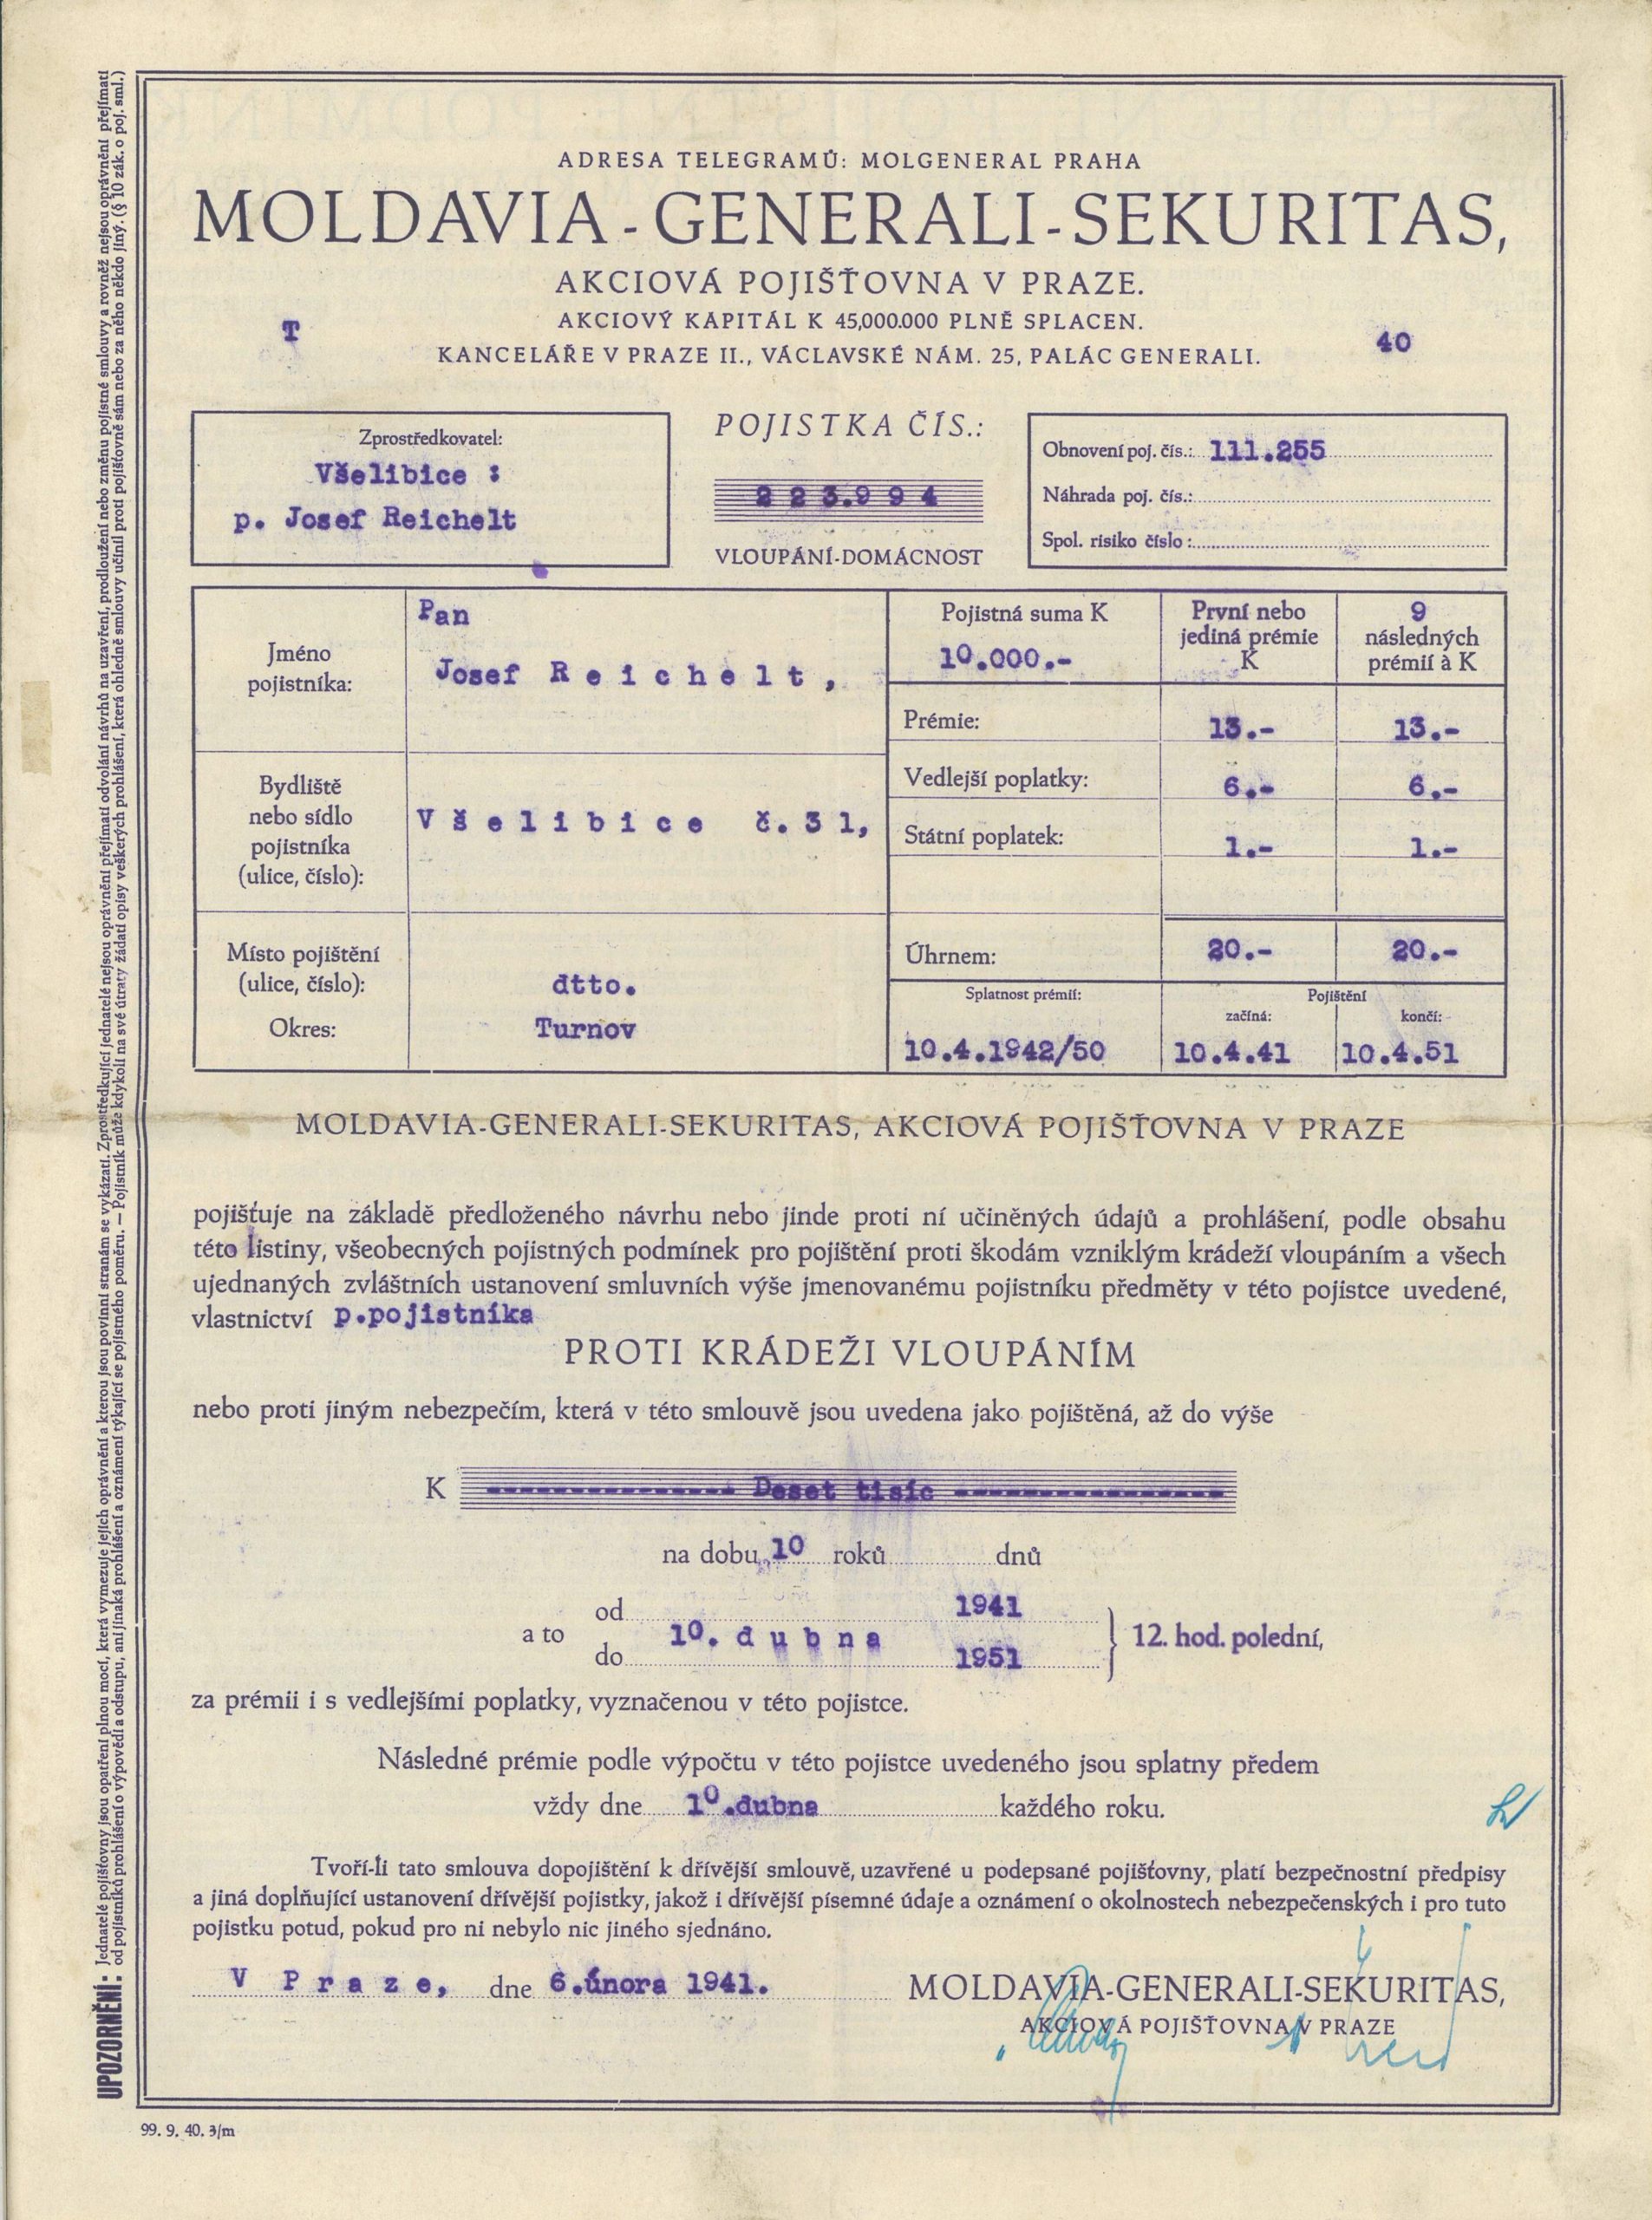 ADRESA TELEGRAMŮ: MOLGENERAL PRAHA
MOLDAVIA-GENERALI-SEKURITAS,
AKCIOVÁ POJIŠŤOVNA V PRAZE.
AKCIOVÝ KAPITÁL K 45,000.000 PLNĚ SPLACEN.
T
40
KANCELÁŘE V PRAZE II., VÁCLAVSKÉ NÁM. 25, PALÁC GENERALI.
Zprostředkovatel:
Všelibice :
p. Josef Reichelt
POJISTKA ČÍS.:
223.994
VLOUPÁNÍ-DOMÁCNOST
Obnovení poj. čís.: 111.255
Náhrada poj. čís.:
Spol. risiko číslo:
Jméno
pojistníka:
Pan
Josef Reichelt,
Bydliště
nebo sídlo
pojistníka
(ulice, číslo):
Všelibice č.31,
Místo pojištění
(ulice, číslo):
dtto.
Okres:
Turnov
Pojistná suma K
10.000.-
První nebo
jediná prémie
K
9
následných
prémií à K
Prémie: 13.- 13.-
Vedlejší poplatky: 6.- 6.-
Státní poplatek: 1.- 1.-
Úhrnem: 20.- 20.-
Splatnost prémií:
10.4.1942/50
Pojištění
začíná: končí:
10.4.41 10.4.51
MOLDAVIA-GENERALI-SEKURITAS, AKCIOVÁ POJIŠŤOVNA V PRAZE
pojišťuje na základě předloženého návrhu nebo jinde proti ní učiněných údajů a prohlášení, podle obsahu
této listiny, všeobecných pojistných podmínek pro pojištění proti škodám vzniklým krádeží vloupáním a všech
ujednaných zvláštních ustanovení smluvních výše jmenovanému pojistníku předměty v této pojistce uvedené,
vlastnictví p.pojistníka
PROTI KRÁDEŽI VLOUPÁNÍM
nebo proti jiným nebezpečím, která v této smlouvě jsou uvedena jako pojištěná, až do výše
K --------------- Deset tisíc ----------------
na dobu 10 roků dnů
a to
od 1941
10. dubna
do 1951
12. hod. polední,
za prémii i s vedlejšími poplatky, vyznačenou v této pojistce.
Následné prémie podle výpočtu v této pojistce uvedeného jsou splatny předem
vždy dne 10.dubna každého roku.
Tvoří-li tato smlouva dopojištění k dřívější smlouvě, uzavřené u podepsané pojišťovny, platí bezpečnostní předpisy
a jiná doplňující ustanovení dřívější pojistky, jakož i dřívější písemné údaje a oznámení o okolnostech nebezpečenských i pro tuto
pojistku potud, pokud pro ni nebylo nic jiného sjednáno.
V Praze, dne 6.února 1941.
MOLDAVIA-GENERALI-SEKURITAS,
AKCIOVÁ POJIŠŤOVNA V PRAZE
99. 9. 40. 3/m
UPOZORNĚNÍ: Jednatelé pojišťovny jsou opatřeni plnou mocí, která vymezuje jejich oprávnění a kterou jsou povinni stranám se vykázati. Zprostředkující jednatelé nejsou oprávněni přejímati odvolání návrhů na uzavření, prodloužení nebo změnu pojistné smlouvy a rovněž nejsou oprávněni přejímati
od pojistníků prohlášení o výpovědi a odstupu, ani jinaká prohlášení a oznámení týkající se pojistného poměru. — Pojistník může kdykoli na své útraty žádati opisy veškerých prohlášení, která ohledně smlouvy učinil proti pojišťovně sám nebo za něho někdo jiný. (§ 10 zák. o poj. sml.)